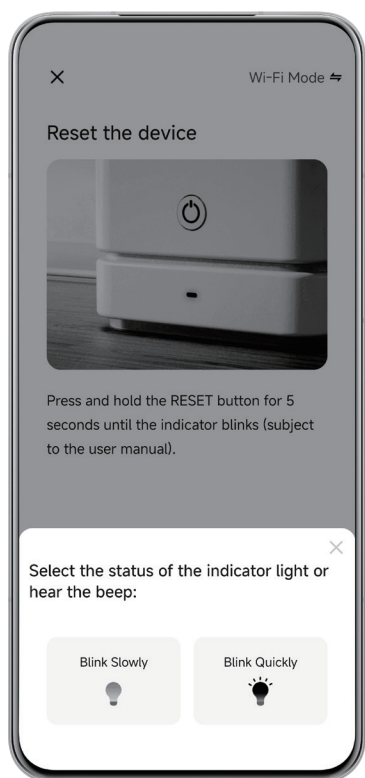 Wi-Fi Mode ⇋
Reset the device
Press and hold the RESET button for 5
seconds until the indicator blinks (subject
to the user manual).
Select the status of the indicator light or
hear the beep:
Blink Slowly
Blink Quickly